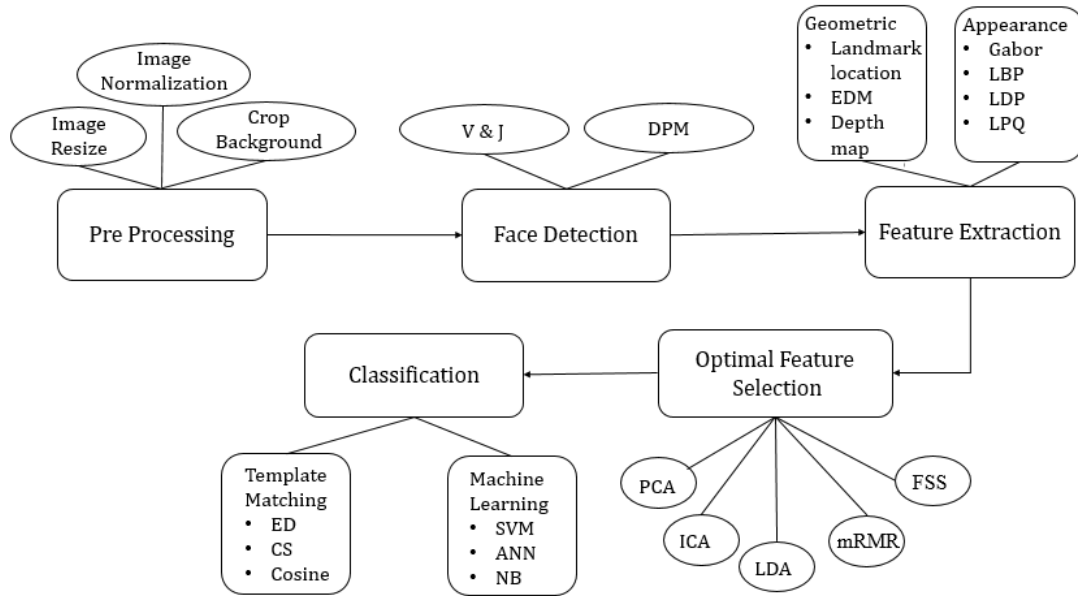 Image
Normalization
Image
Resize
Crop
Background
Pre Processing
V & J
DPM
Face Detection
Geometric
• Landmark
location
• EDM
• Depth
map
Appearance
• Gabor
• LBP
• LDP
• LPQ
Feature Extraction
Optimal Feature
Selection
PCA
ICA
LDA
mRMR
FSS
Classification
Template
Matching
• ED
• CS
• Cosine
Machine
Learning
• SVM
• ANN
• NB